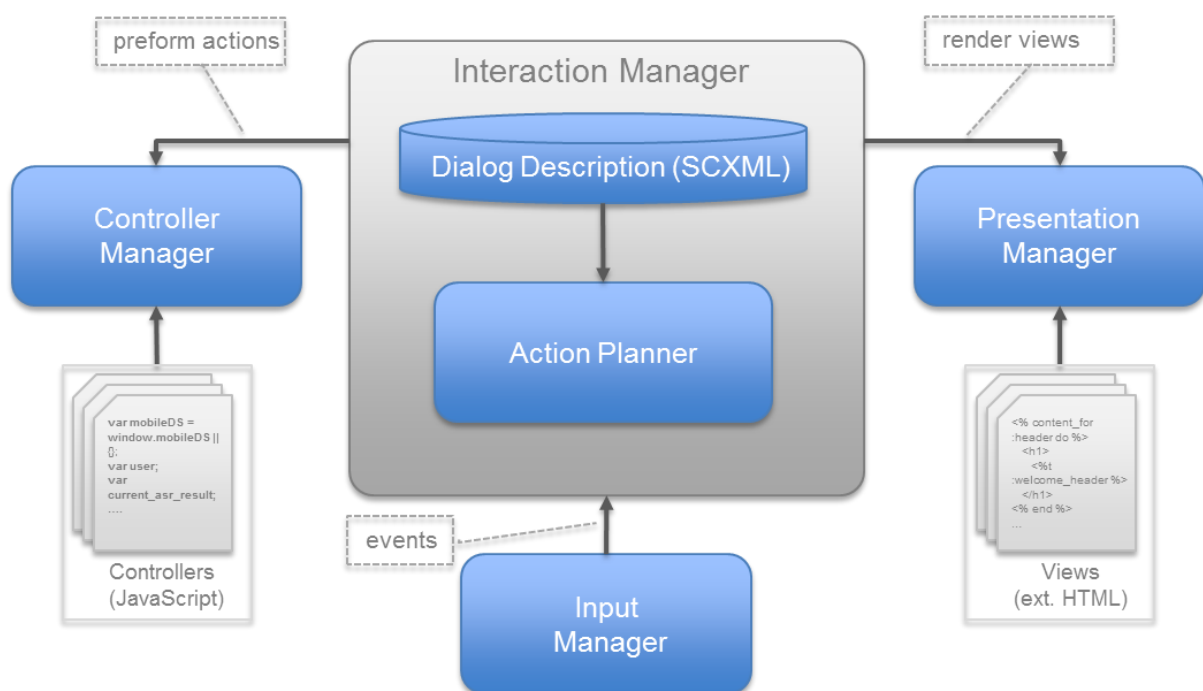 preform actions
render views
Interaction Manager
Dialog Description (SCXML)
Controller
Manager
Presentation
Manager
Action Planner
var mobileDS =
window.mobileDS ||
{};
var user;
var
current_asr_result;
....
Controllers
(JavaScript)
<% content_for
:header do %>
<h1>
<%t
:welcome_header %>
</h1>
<% end %>
...
Views
(ext. HTML)
events
Input
Manager